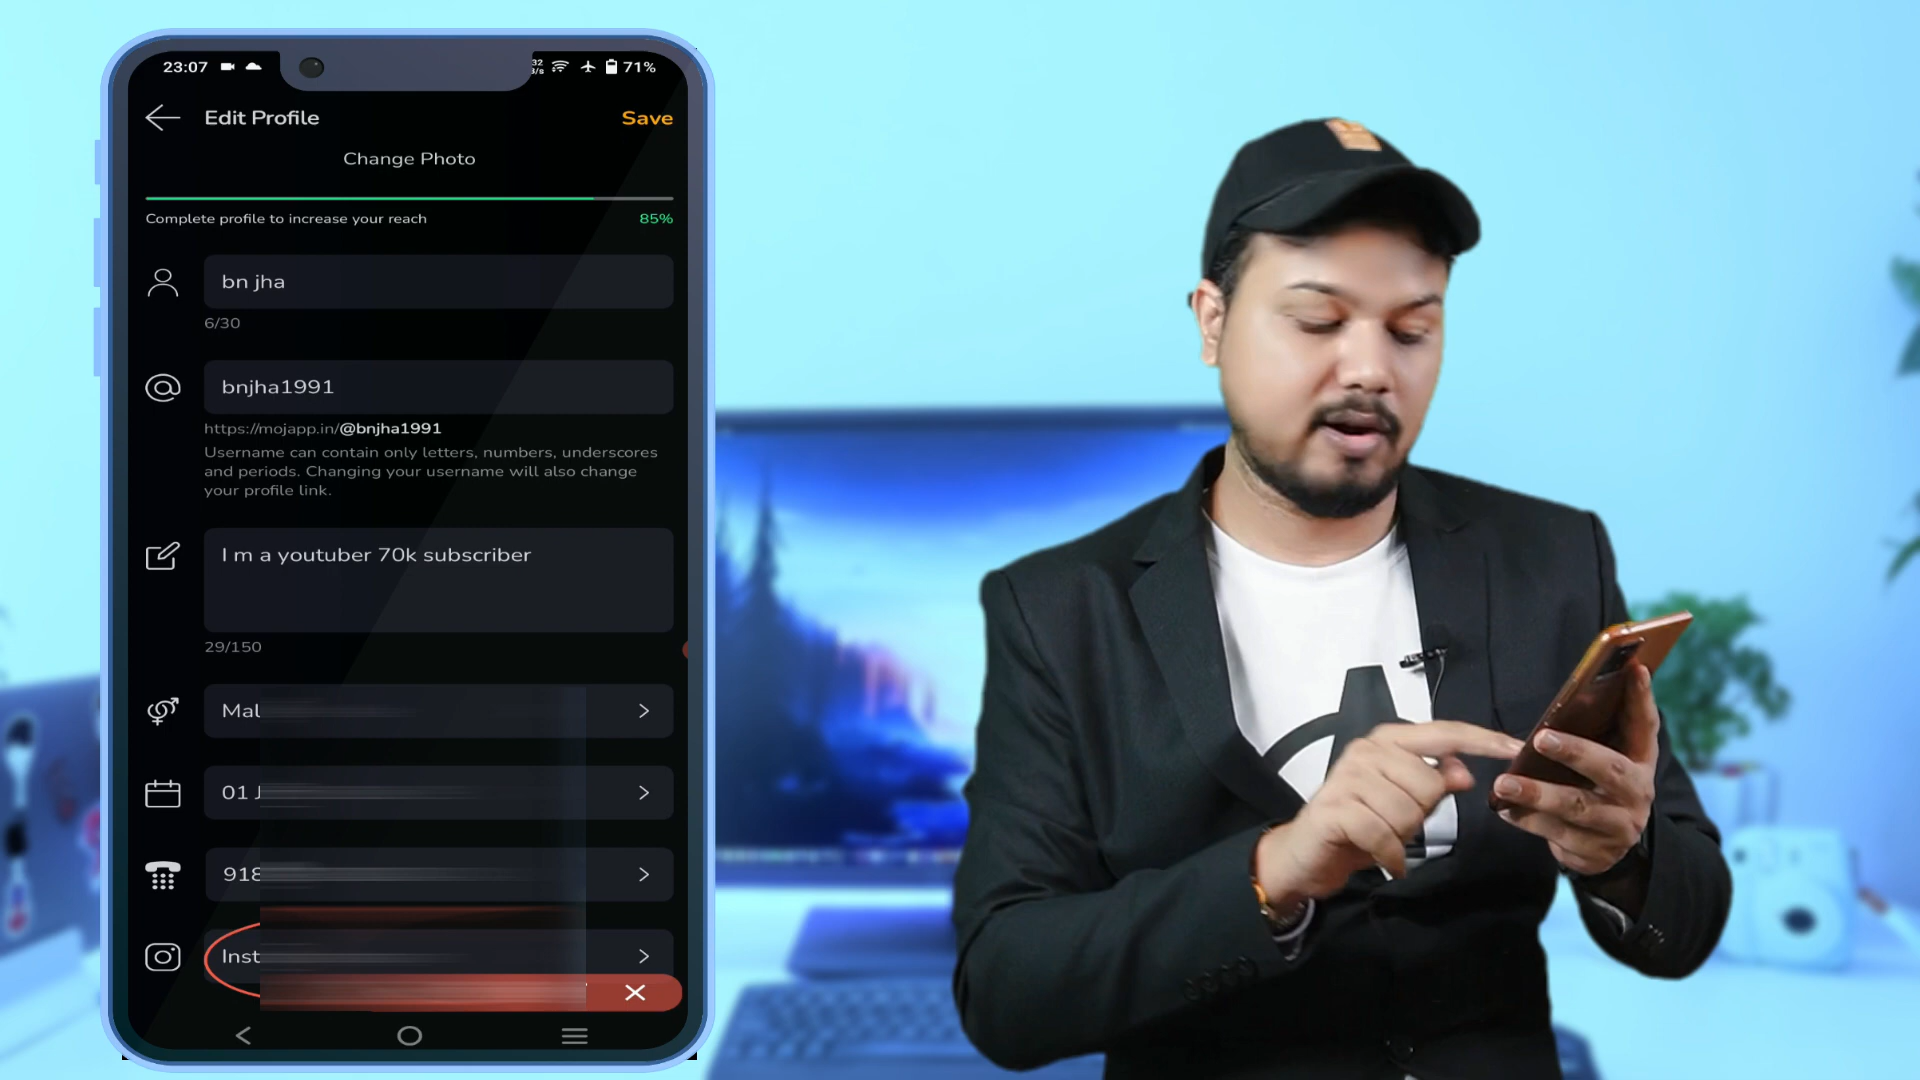 23:07
71%
Edit Profile
Save
Change Photo
Complete profile to increase your reach
85%
bn jha
6/30
bnjha1991
https://mojapp.in/@bnjha1991
Username can contain only letters, numbers, underscores
and periods. Changing your username will also change
your profile link.
I m a youtuber 70k subscriber
29/150
Mal
01 J
918
Inst